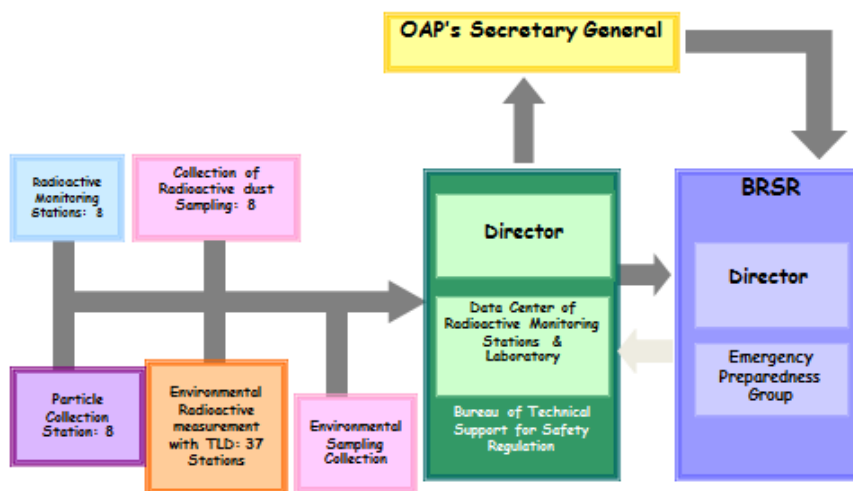 OAP's Secretary General
Radioactive
Monitoring
Stations: 8
Collection of
Radioactive dust
Sampling: 8
Director
Data Center of
Radioactive Monitoring
Stations &
Laboratory
Bureau of Technical
Support for Safety
Regulation
BRSR
Director
Emergency
Preparedness
Group
Particle
Collection
Station: 8
Environmental
Radioactive
measurement
with TLD: 37
Stations
Environmental
Sampling
Collection